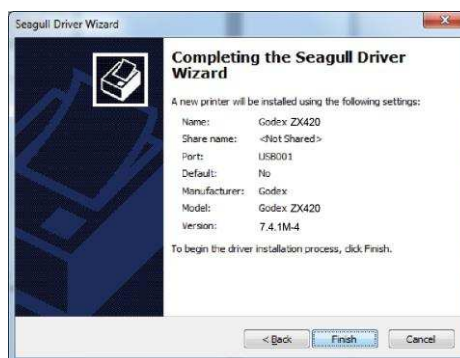 Seagull Driver Wizard
Completing the Seagull Driver
Wizard
A new printer will be installed using the following settings:
Name: Godex ZX420
Share name: <Not Shared>
Port: USB001
Default: No
Manufacturer: Godex
Model: Godex ZX420
Version: 7.4.1M-4
To begin the driver installation process, click Finish.
< Back Finish Cancel